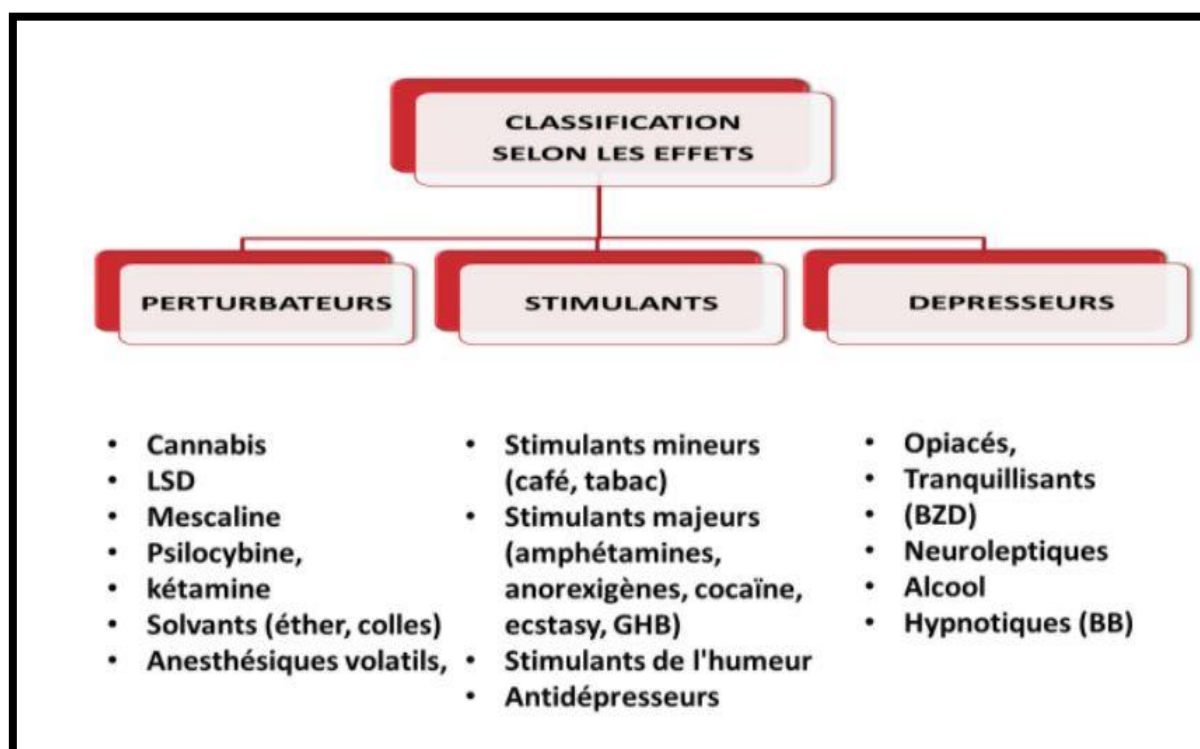 CLASSIFICATION
SELON LES EFFETS
PERTURBATEURS
STIMULANTS
DEPRESSEURS
• Cannabis
• LSD
• Mescaline
• Psilocybine,
• kétamine
• Solvants (éther, colles)
• Anesthésiques volatils,
• Stimulants mineurs
(café, tabac)
• Stimulants majeurs
(amphétamines,
anorexigènes, cocaïne,
ecstasy, GHB)
• Stimulants de l'humeur
• Antidépresseurs
• Opiacés,
• Tranquillisants
• (BZD)
• Neuroleptiques
• Alcool
• Hypnotiques (BB)